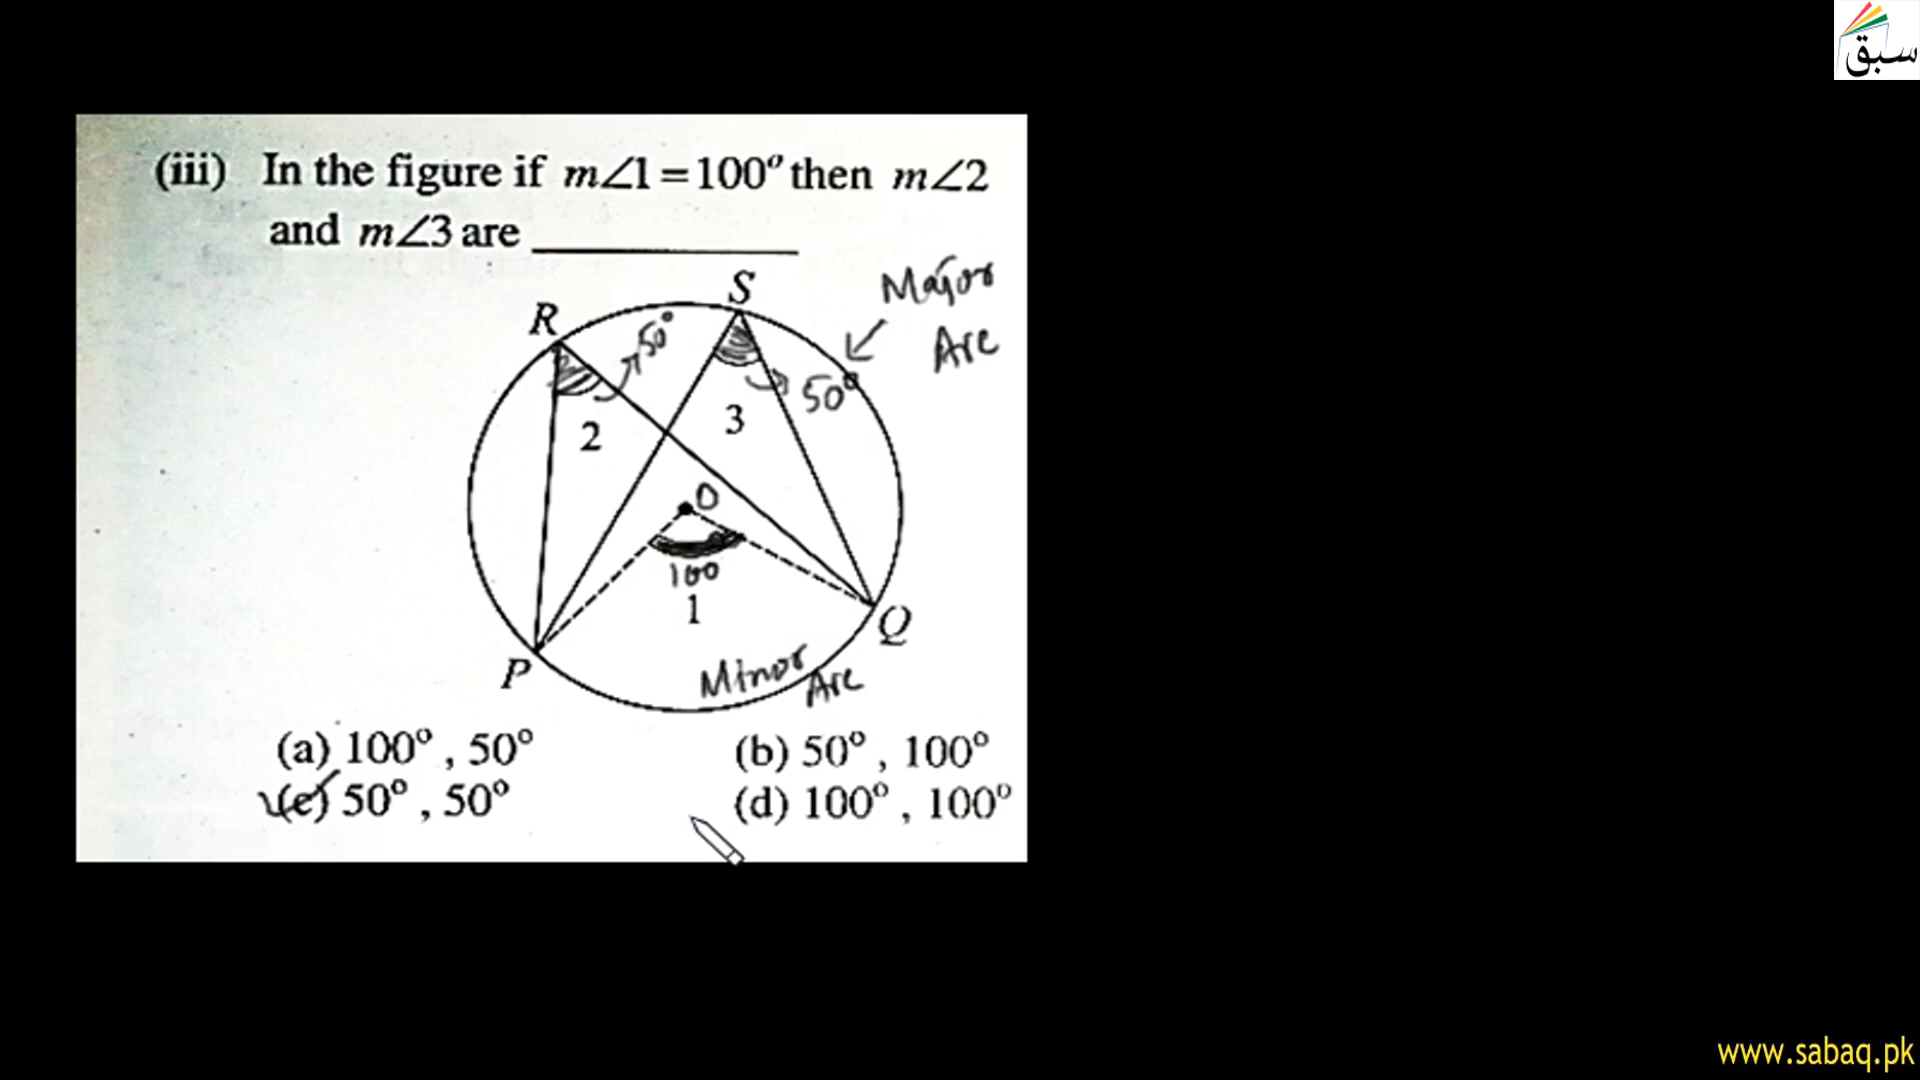 سبق
(iii) In the figure if m∠1 = 100° then m∠2
and m∠3 are ____________
Major
Arc
S
R
50°
50°
2
3
O
100
1
Q
P
Minor
Arc
(a) 100° , 50°
(b) 50° , 100°
(c) 50° , 50°
(d) 100° , 100°
www.sabaq.pk